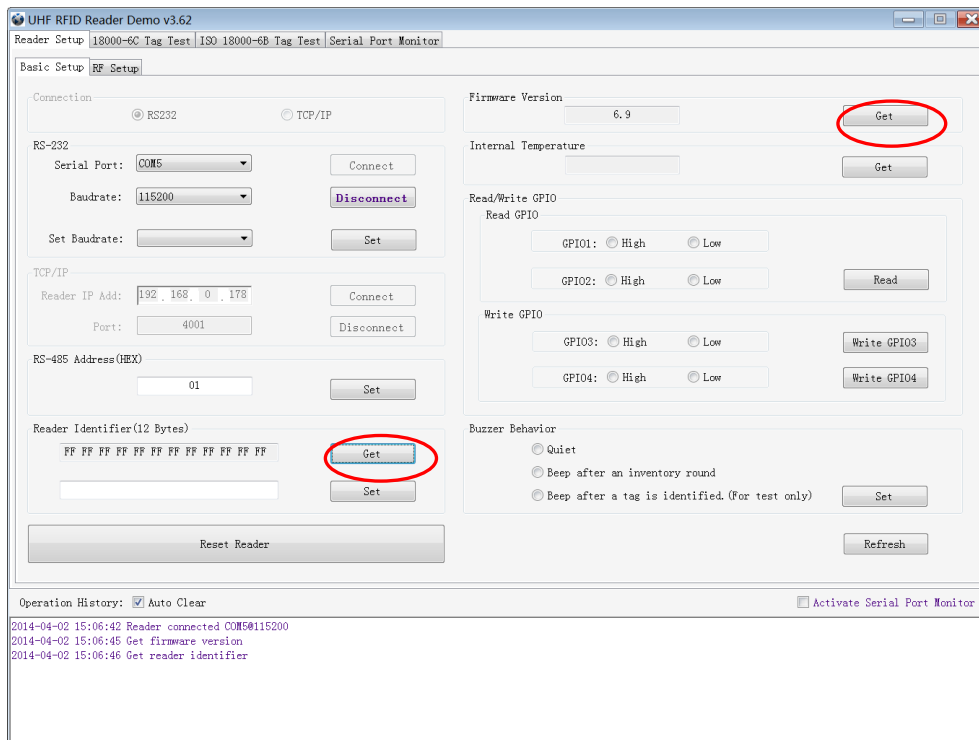 UHF RFID Reader Demo v3.62
Reader Setup 18000-6C Tag Test ISO 18000-6B Tag Test Serial Port Monitor
Basic Setup RF Setup
Connection
RS232 TCP/IP
RS-232
Serial Port: COM5 Connect
Baudrate: 115200 Disconnect
Set Baudrate: Set
TCP/IP
Reader IP Add: 192 . 168 . 0 . 178 Connect
Port: 4001 Disconnect
RS-485 Address(HEX)
01 Set
Reader Identifier(12 Bytes)
FF FF FF FF FF FF FF FF FF FF FF FF Get
Set
Reset Reader
Firmware Version
6.9 Get
Internal Temperature
Get
Read/Write GPIO
Read GPIO
GPIO1: High Low
GPIO2: High Low Read
Write GPIO
GPIO3: High Low Write GPIO3
GPIO4: High Low Write GPIO4
Buzzer Behavior
Quiet
Beep after an inventory round
Beep after a tag is identified.(For test only) Set
Refresh
Operation History: Auto Clear Activate Serial Port Monitor
2014-04-02 15:06:42 Reader connected COM5@115200
2014-04-02 15:06:45 Get firmware version
2014-04-02 15:06:46 Get reader identifier